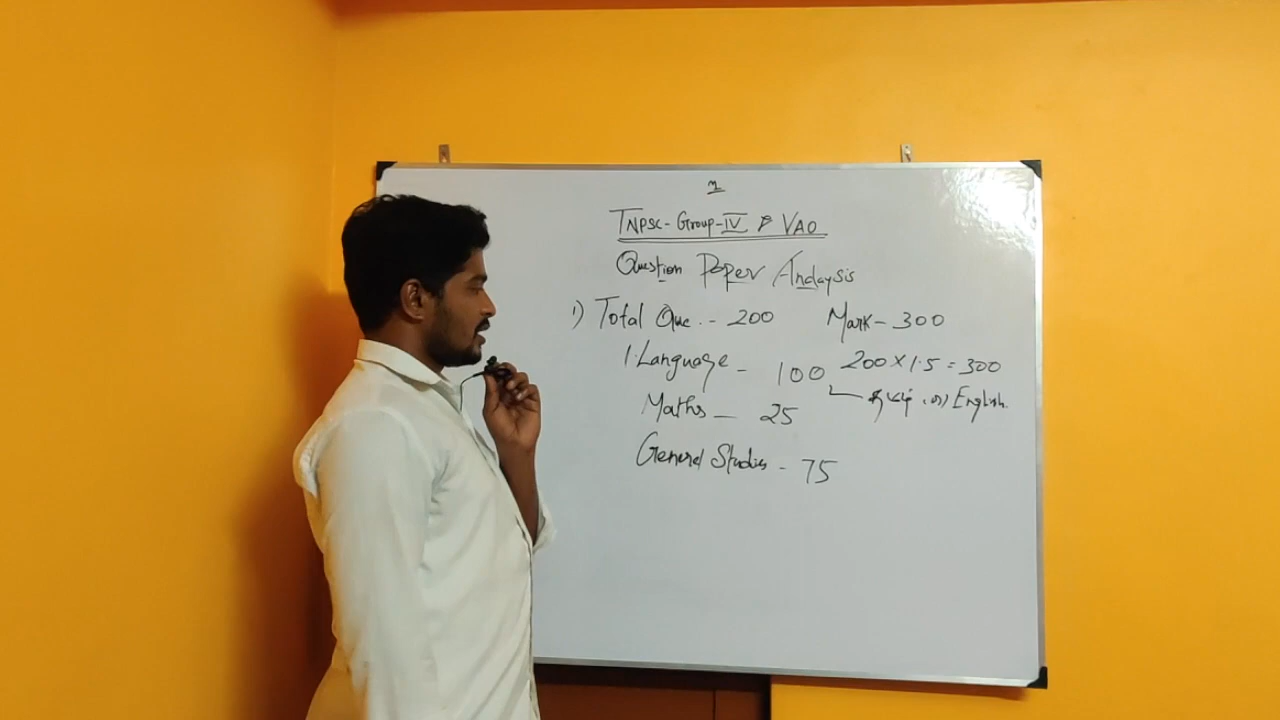 TNPSC - Group - IV & VAO
Question Paper Analaysis
1) Total Que. - 200 Mark - 300
1. Language - 100 200 × 1.5 = 300
தமிழ் (or) English.
Maths - 25
General Studies - 75